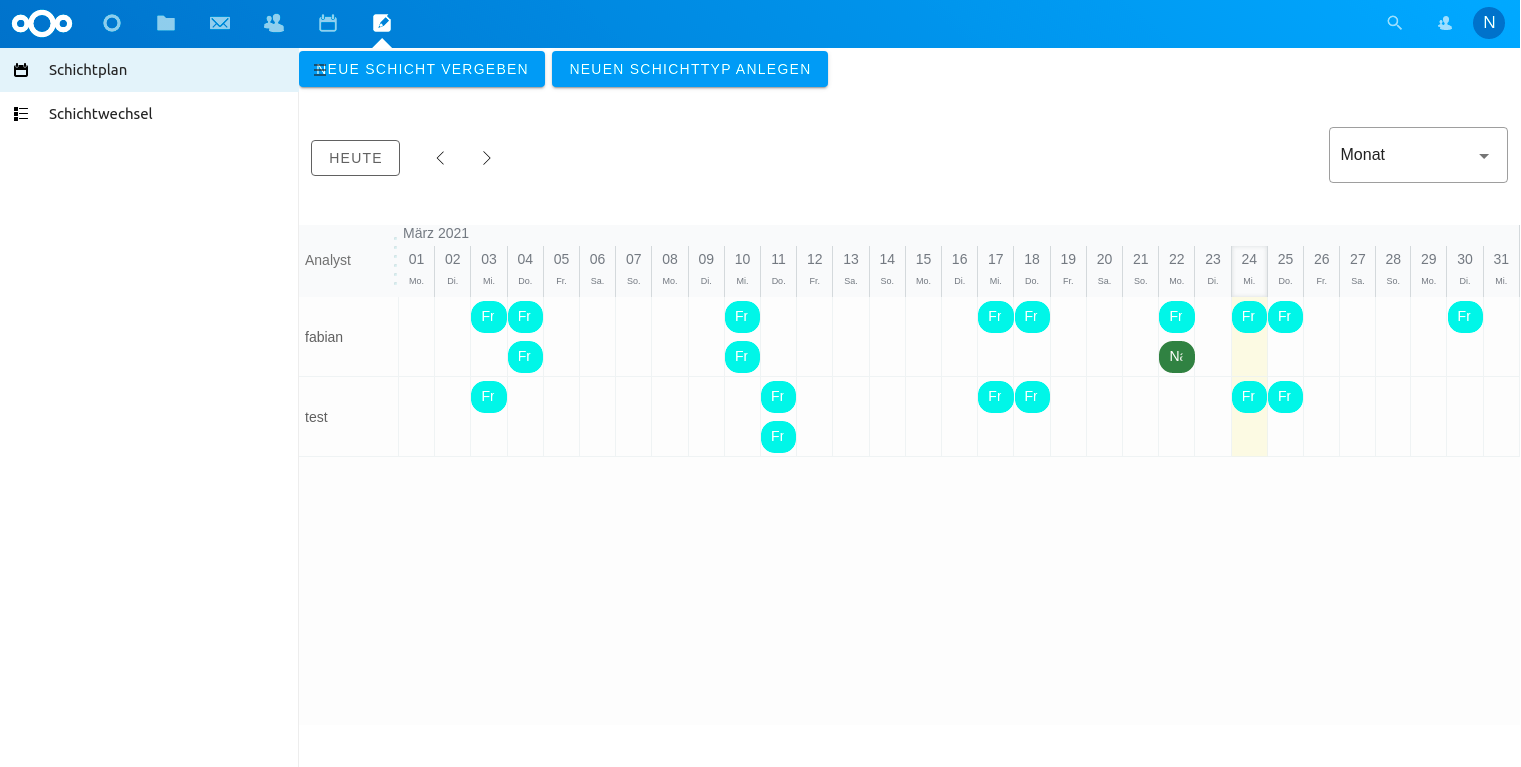 N
Schichtplan
Schichtwechsel
NEUE SCHICHT VERGEBEN
NEUEN SCHICHTTYP ANLEGEN
HEUTE
Monat
Analyst
März 2021
01 02 03 04 05 06 07 08 09 10 11 12 13 14 15 16 17 18 19 20 21 22 23 24 25 26 27 28 29 30 31
Mo. Di. Mi. Do. Fr. Sa. So. Mo. Di. Mi. Do. Fr. Sa. So. Mo. Di. Mi. Do. Fr. Sa. So. Mo. Di. Mi. Do. Fr. Sa. So. Mo. Di. Mi.
fabian
Fr Fr Fr Fr Fr Fr Fr Fr Fr
Fr Fr Na
test
Fr Fr Fr Fr Fr Fr
Fr